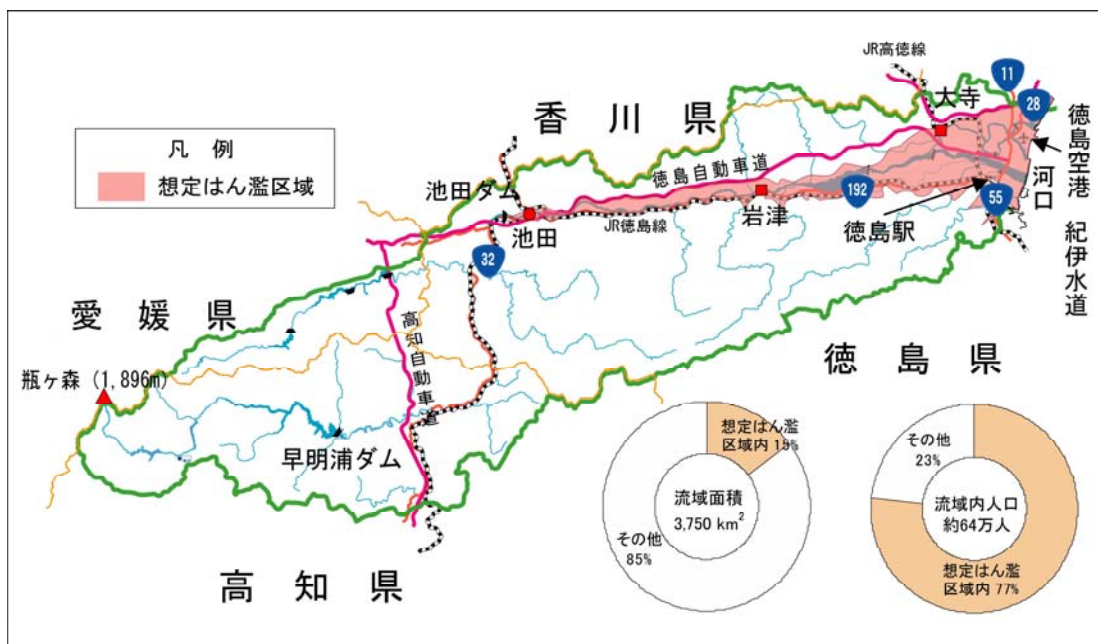 JR高徳線
11
28
大寺
香川県
徳島空港
河口
凡 例
想定はん濫区域
徳島自動車道
池田ダム
192
55
岩津
池田
JR徳島線
徳島駅
紀伊水道
32
愛媛県
高知自動車道
徳島県
瓶ヶ森 (1,896m)
早明浦ダム
高知県
想定はん濫
区域内
流域面積
3,750 km²
その他
85%
その他
23%
流域内人口
約64万人
想定はん濫
区域内 77%